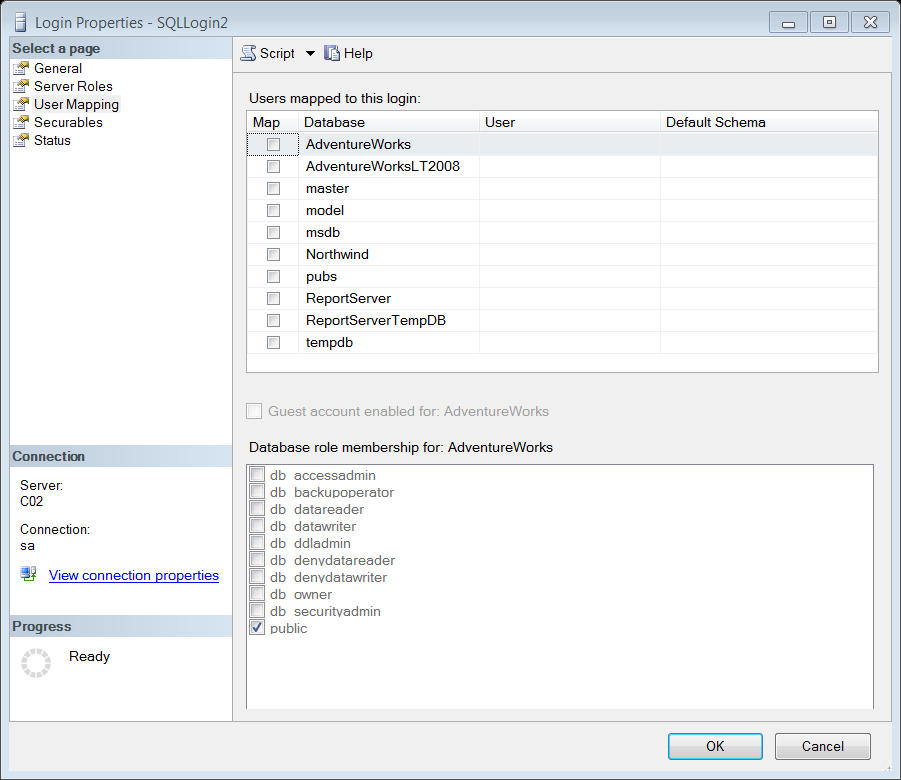 Login Properties - SQLLogin2
Select a page
General
Server Roles
User Mapping
Securables
Status
Connection
Server:
C02
Connection:
sa
View connection properties
Progress
Ready
Script Help
Users mapped to this login:
Map Database User Default Schema
AdventureWorks
AdventureWorksLT2008
master
model
msdb
Northwind
pubs
ReportServer
ReportServerTempDB
tempdb
Guest account enabled for: AdventureWorks
Database role membership for: AdventureWorks
db_accessadmin
db_backupoperator
db_datareader
db_datawriter
db_ddladmin
db_denydatareader
db_denydatawriter
db_owner
db_securityadmin
public
OK Cancel